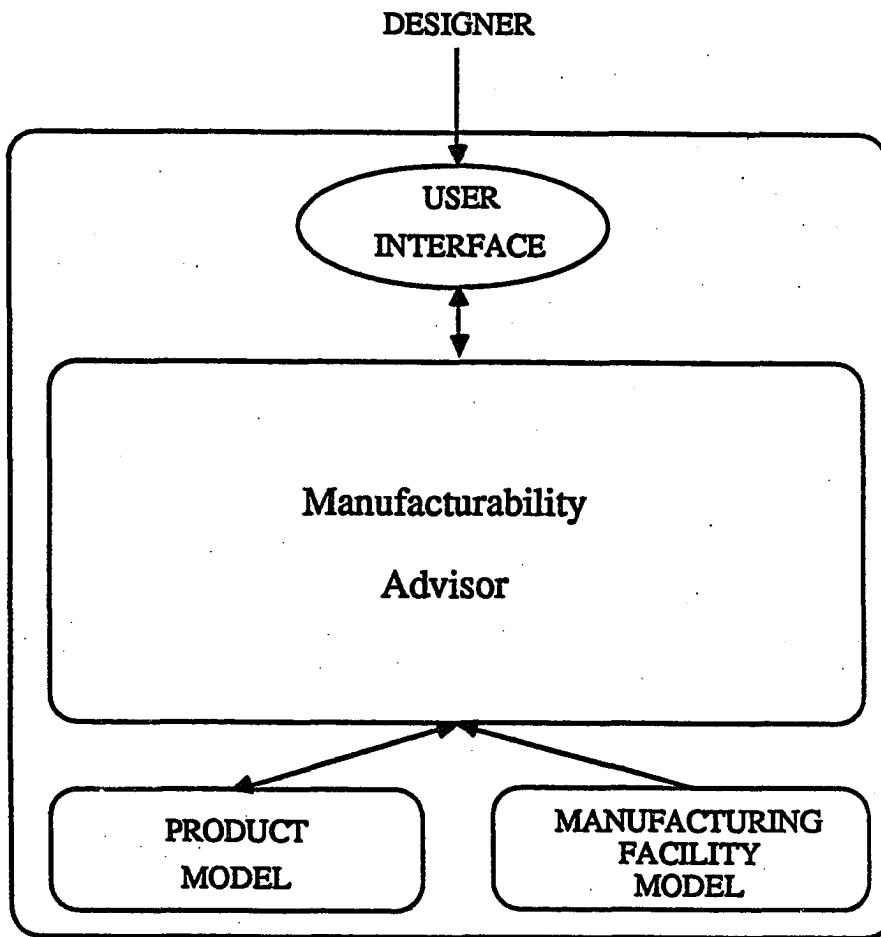 DESIGNER
USER
INTERFACE
Manufacturability
Advisor
PRODUCT
MODEL
MANUFACTURING
FACILITY
MODEL